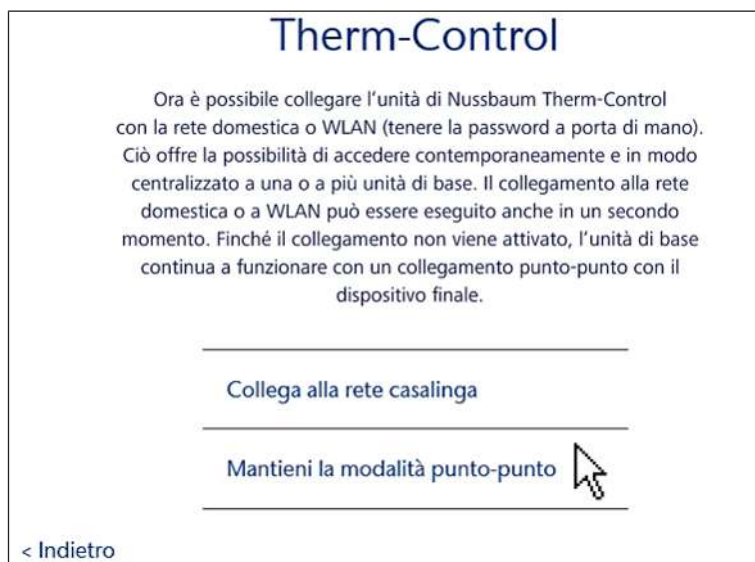 Therm-Control
Ora è possibile collegare l'unità di Nussbaum Therm-Control
con la rete domestica o WLAN (tenere la password a porta di mano).
Ciò offre la possibilità di accedere contemporaneamente e in modo
centralizzato a una o a più unità di base. Il collegamento alla rete
domestica o a WLAN può essere eseguito anche in un secondo
momento. Finché il collegamento non viene attivato, l'unità di base
continua a funzionare con un collegamento punto-punto con il
dispositivo finale.
Collega alla rete casalinga
Mantieni la modalità punto-punto
< Indietro